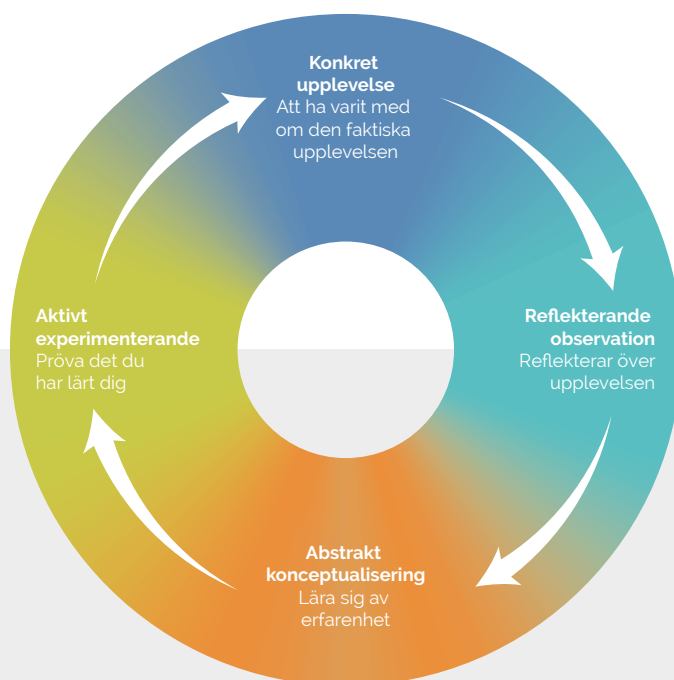 Konkret
upplevelse
Att ha varit med
om den faktiska
upplevelsen
Reflekterande
observation
Reflekterar över
upplevelsen
Abstrakt
konceptualisering
Lära sig av
erfarenhet
Aktivt
experimenterande
Pröva det du
har lärt dig